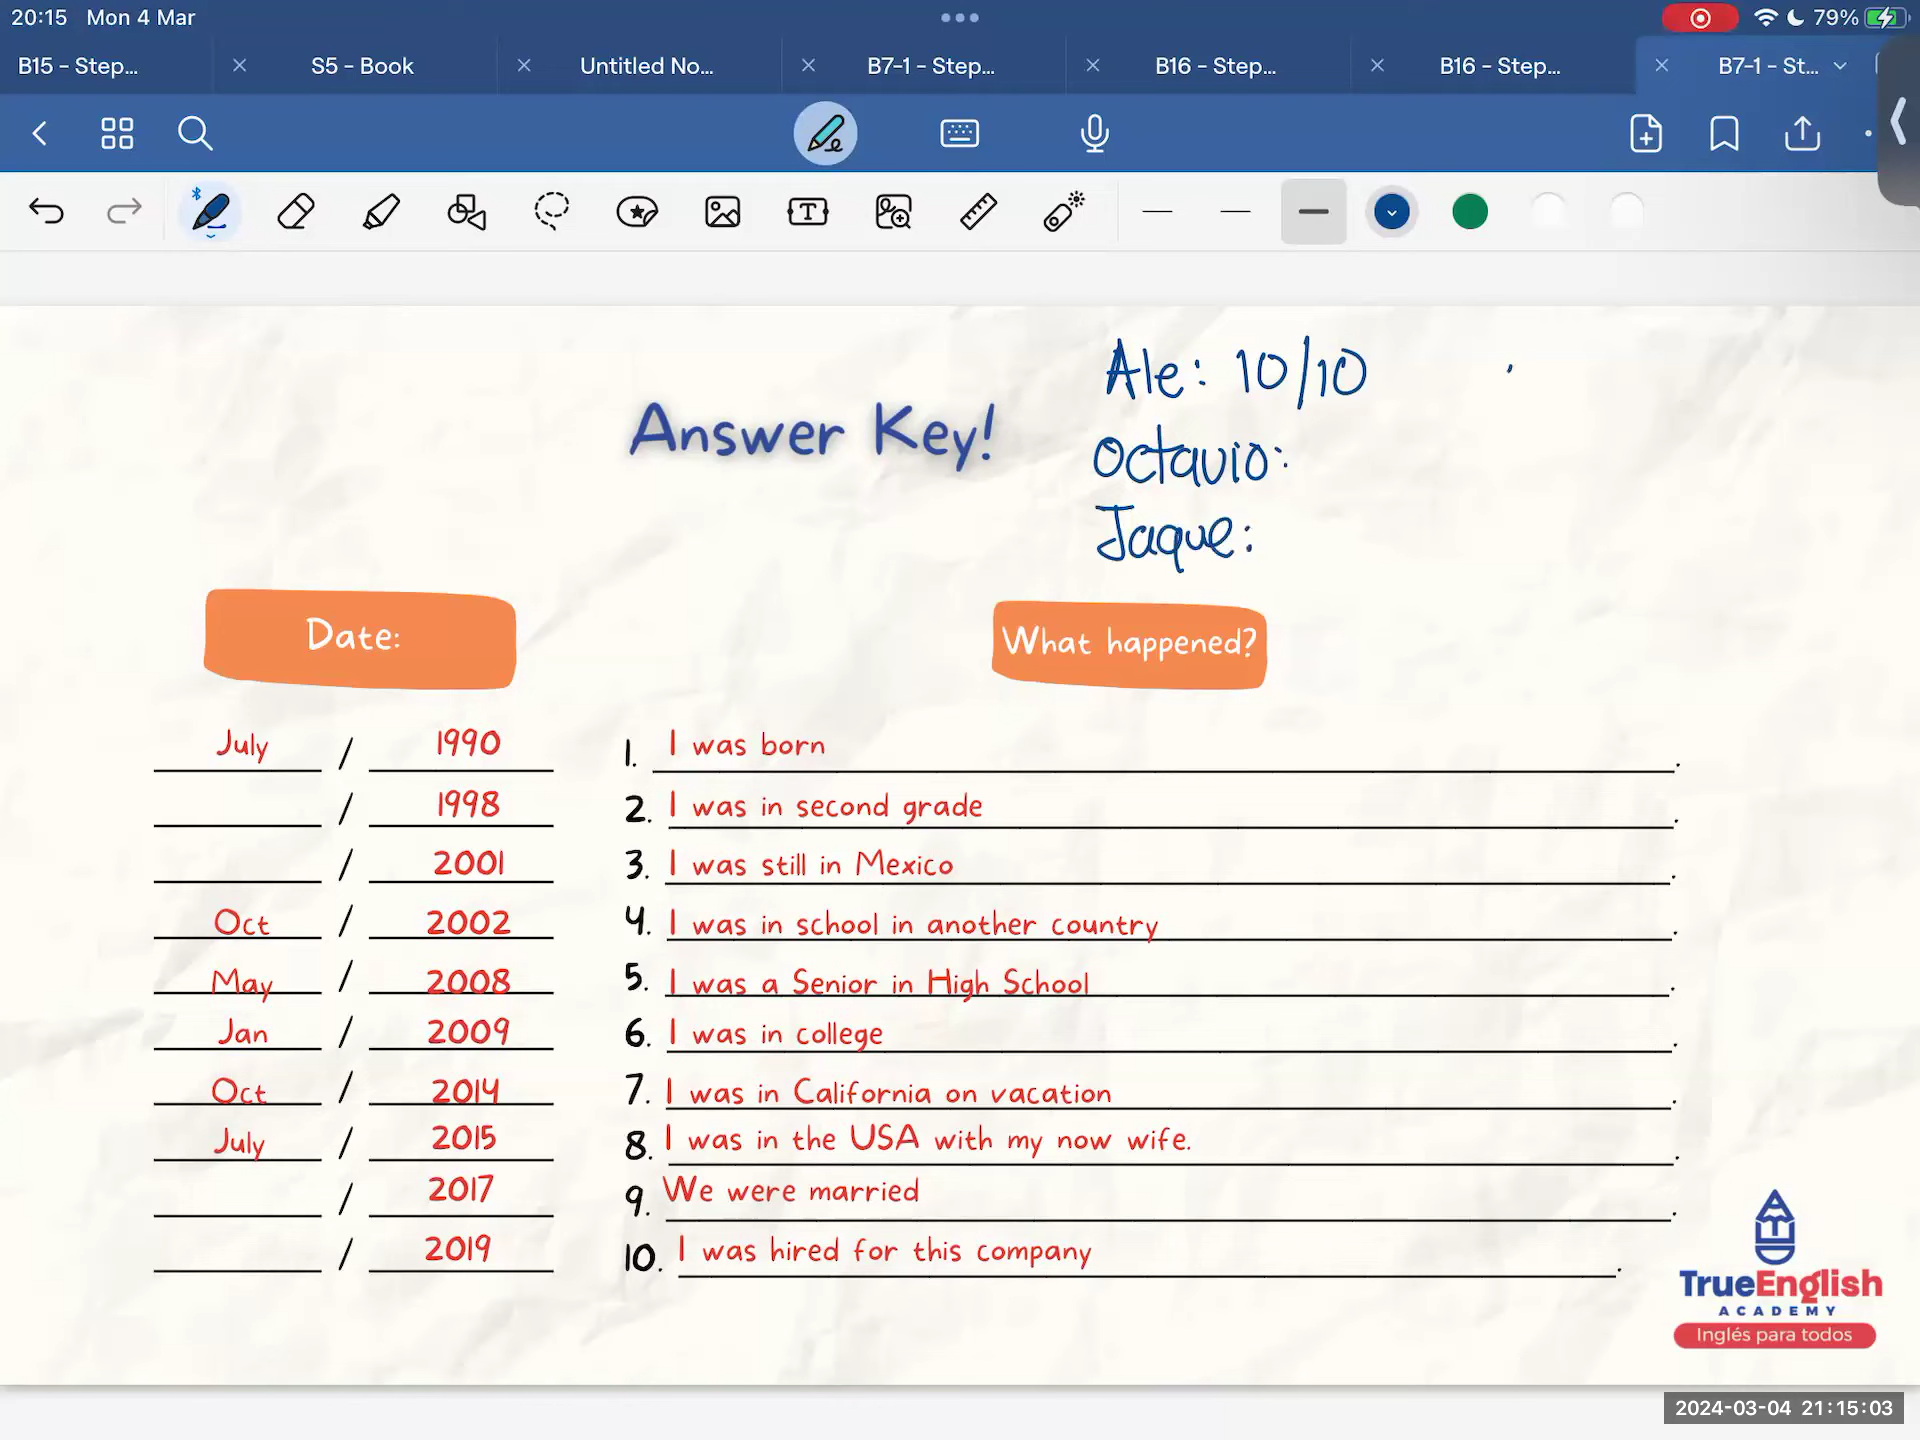 20:15 Mon 4 Mar 79%
B15 - Step... S5 - Book Untitled No... B7-1 - Step... B16 - Step... B16 - Step... B7-1 - St...
Ale: 10/10
Answer Key!
Octavio:
Jaque:
Date: What happened?
July / 1990 1. I was born.
/ 1998 2. I was in second grade.
/ 2001 3. I was still in Mexico.
Oct / 2002 4. I was in school in another country.
May / 2008 5. I was a Senior in High School.
Jan / 2009 6. I was in college.
Oct / 2014 7. I was in California on vacation.
July / 2015 8. I was in the USA with my now wife. .
/ 2017 9. We were married.
/ 2019 10. I was hired for this company.
TrueEnglish
ACADEMY
Inglés para todos
2024-03-04 21:15:03